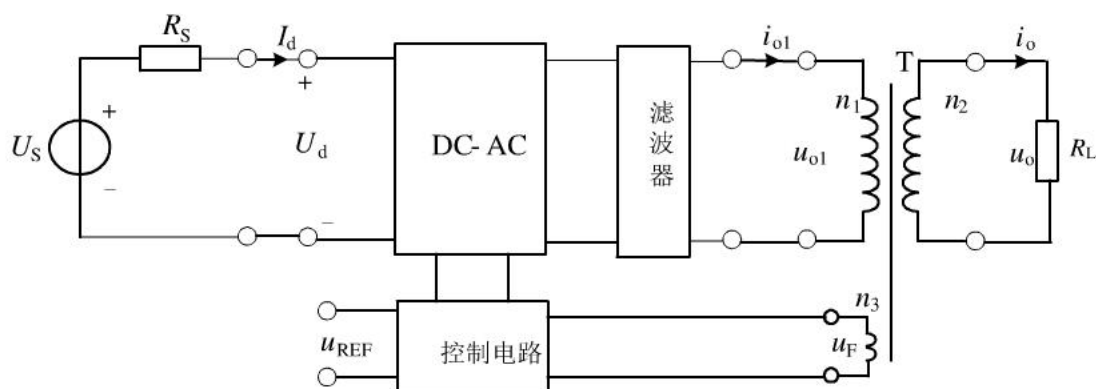 R_S
I_d
i_o1
i_o
+
T
n_1
n_2
滤波器
+
U_S
U_d
DC-AC
u_o1
u_o
R_L
−
−
n_3
u_REF
控制电路
u_F